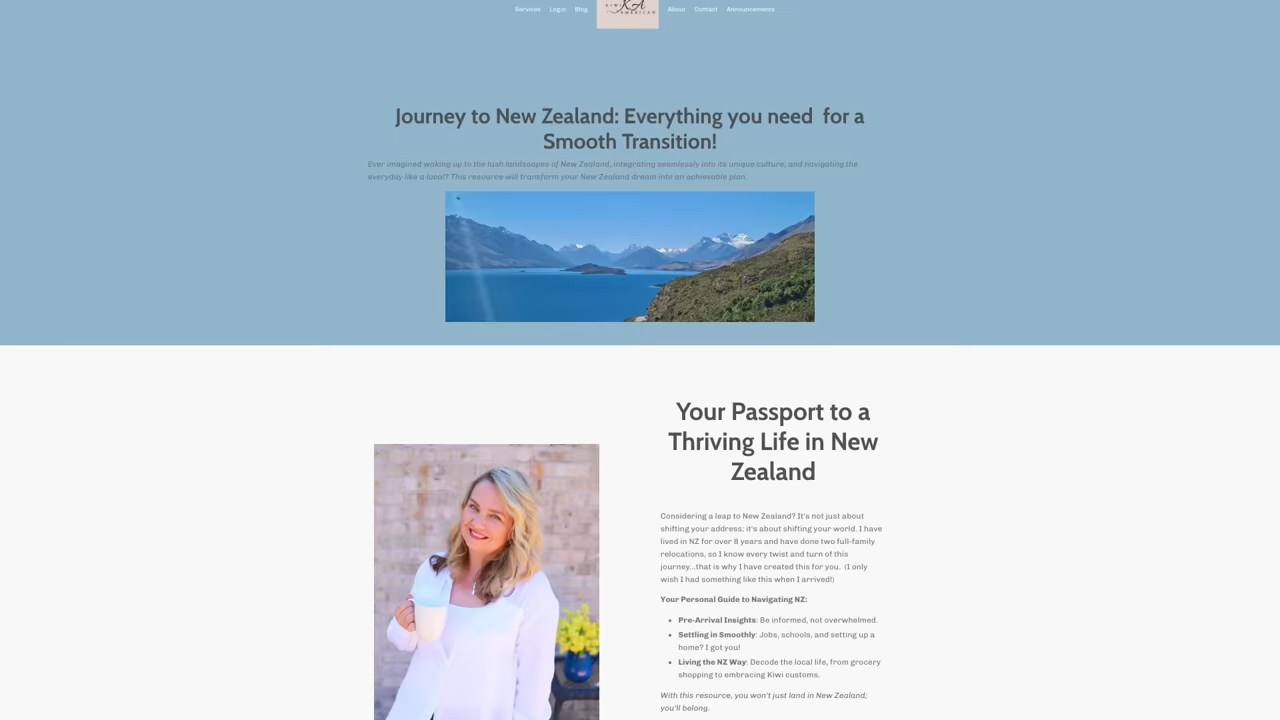 Services Login Blog
KIWI KA AMERICAN
About Contact Announcements
Journey to New Zealand: Everything you need  for a
Smooth Transition!
Ever imagined waking up to the lush landscapes of New Zealand, integrating seamlessly into its unique culture, and navigating the
everyday like a local? This resource will transform your New Zealand dream into an achievable plan.
Your Passport to a
Thriving Life in New
Zealand
Considering a leap to New Zealand? It's not just about
shifting your address; it's about shifting your world. I have
lived in NZ for over 8 years and have done two full-family
relocations, so I know every twist and turn of this
journey...that is why I have created this for you.  (I only
wish I had something like this when I arrived!)
Your Personal Guide to Navigating NZ:
• Pre-Arrival Insights: Be informed, not overwhelmed.
• Settling in Smoothly: Jobs, schools, and setting up a
home? I got you!
• Living the NZ Way: Decode the local life, from grocery
shopping to embracing Kiwi customs.
With this resource, you won't just land in New Zealand;
you'll belong.